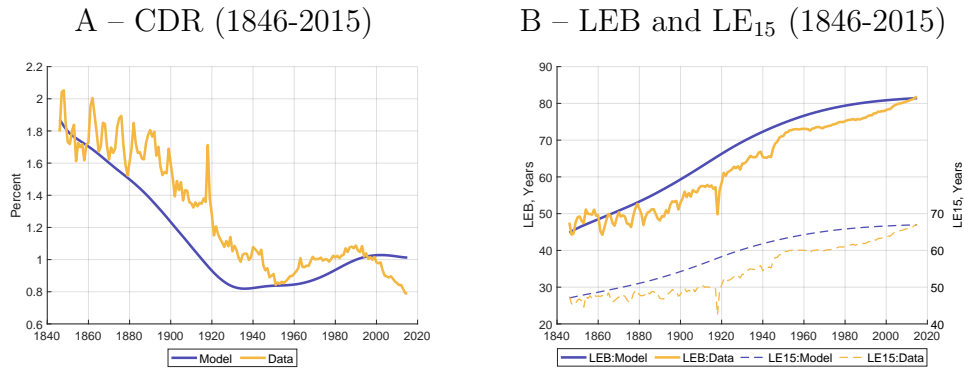 A – CDR (1846-2015)
B – LEB and LE15 (1846-2015)
2.2
2
1.8
1.6
1.4
1.2
1
0.8
0.6
Percent
1840 1860 1880 1900 1920 1940 1960 1980 2000 2020
Model Data
90
80
70
60
50
40
30
20
LEB, Years
70
60
50
40
LE15, Years
1840 1860 1880 1900 1920 1940 1960 1980 2000 2020
LEB:Model LEB:Data LE15:Model LE15:Data